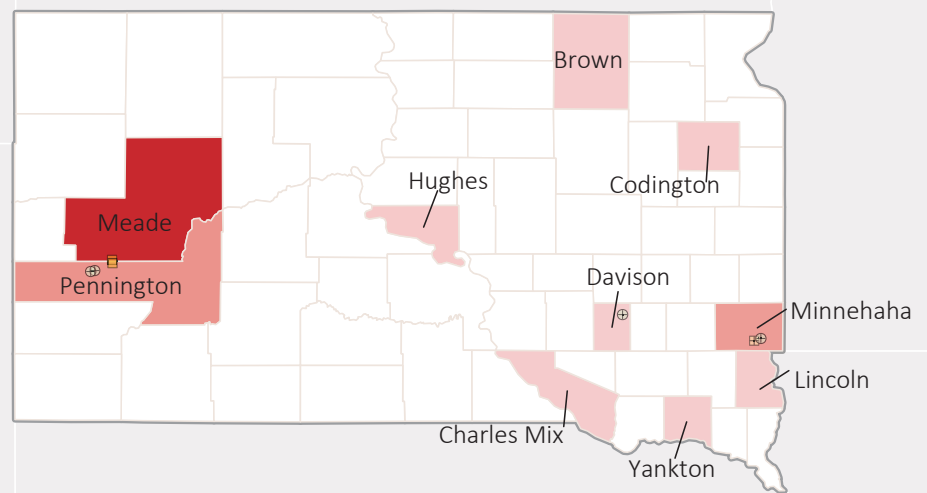 Brown
Hughes
Codington
Meade
Davison
Pennington
Minnehaha
Lincoln
Charles Mix
Yankton